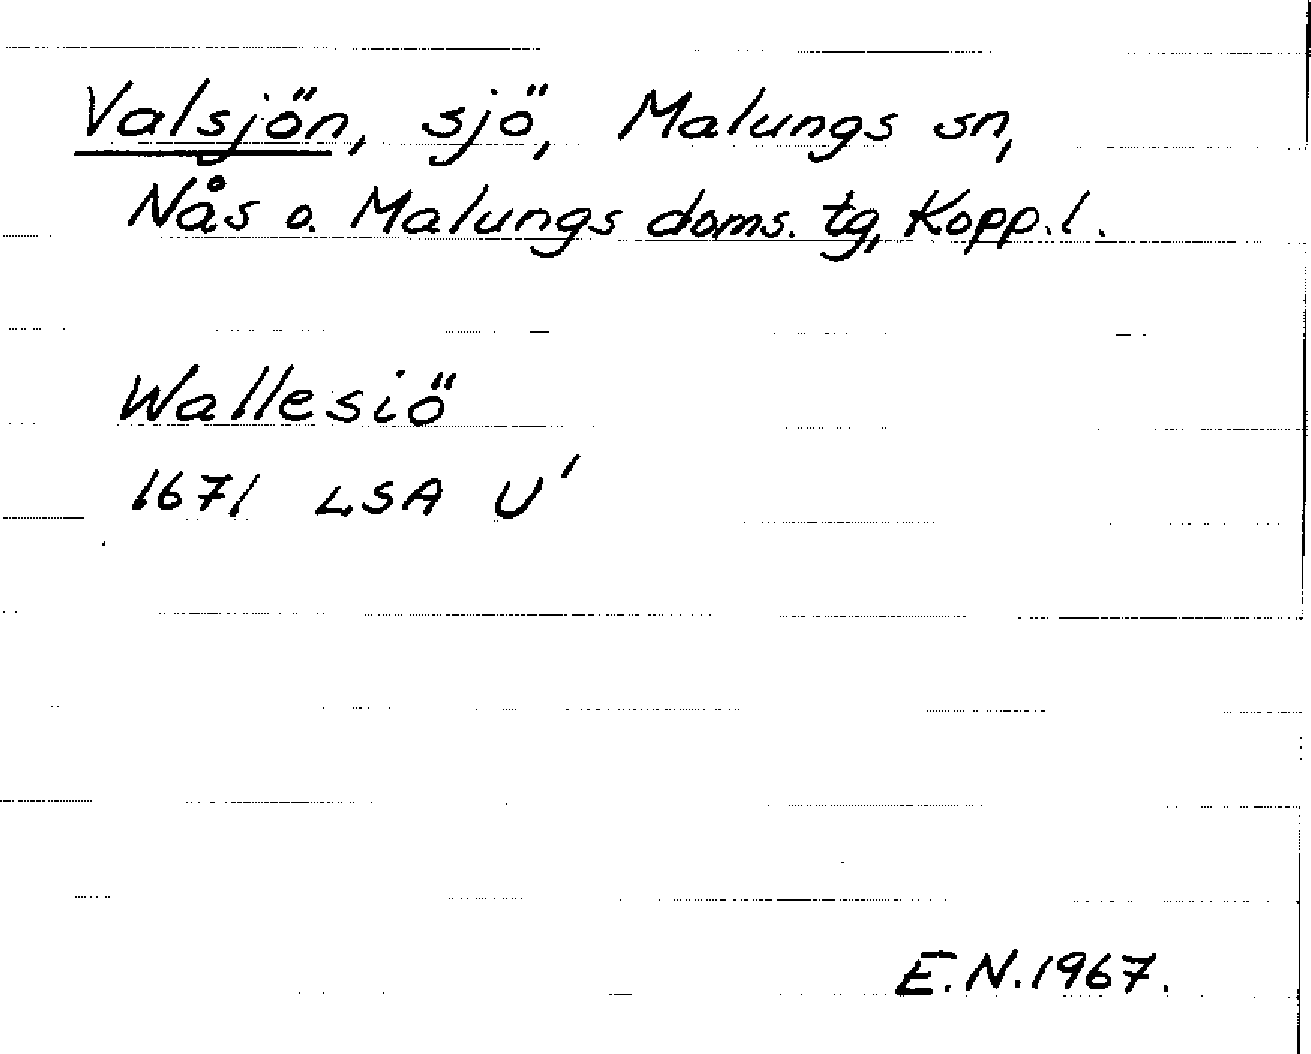 Valsjön, sjö, Malungs sn,
Nås o. Malungs doms. tg, Kopp.l.
Wallesiö
1671 LSA U'
E.N.1967.